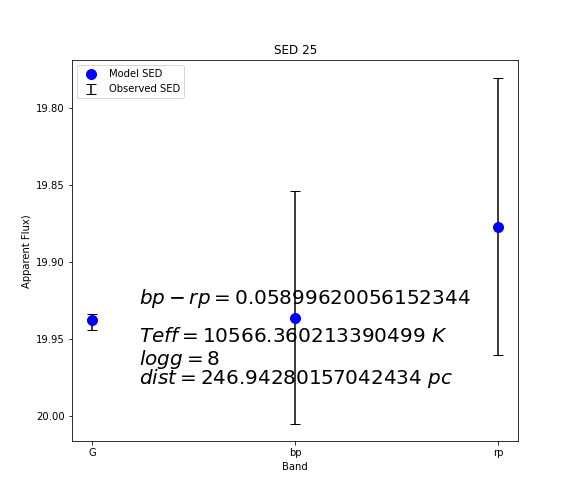 SED 25
Model SED
Observed SED
19.80
19.85
19.90
19.95
20.00
Apparent Flux)
bp − rp = 0.05899620056152344
Teff = 10566.360213390499 K
logg = 8
dist = 246.94280157042434 pc
G
bp
rp
Band